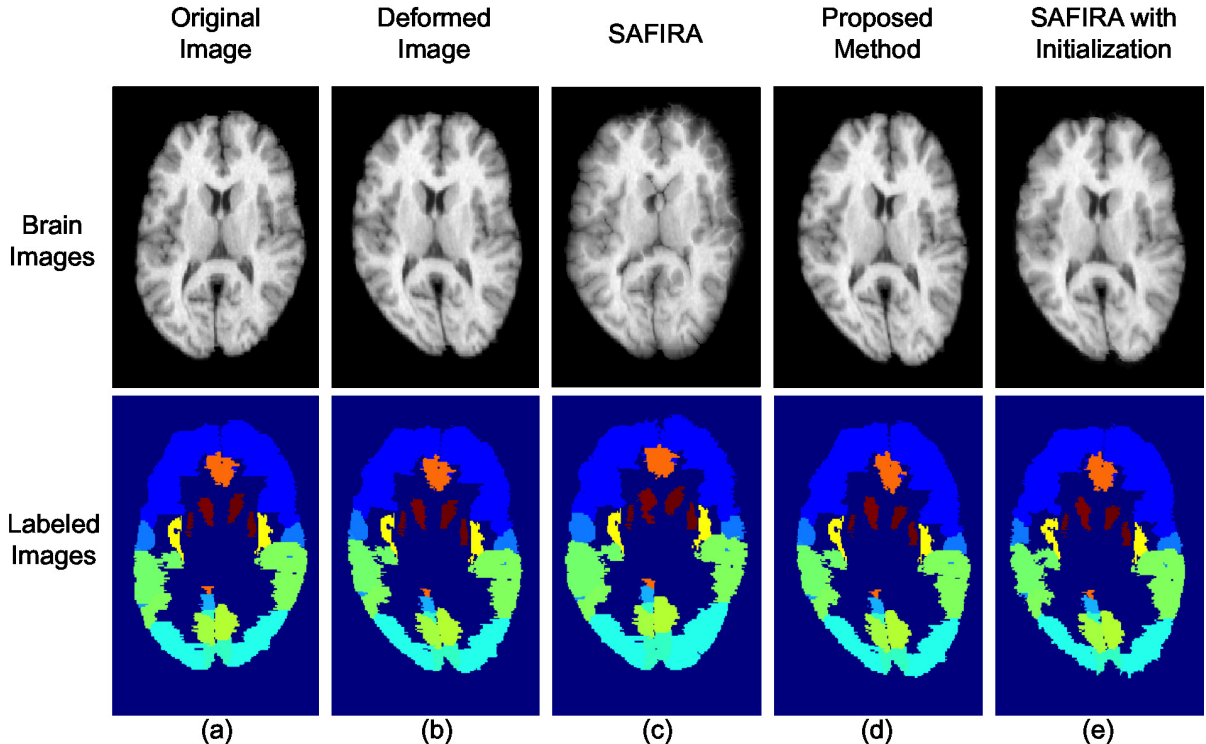 Original
Image
Deformed
Image
SAFIRA
Proposed
Method
SAFIRA with
Initialization
Brain
Images
Labeled
Images
(a)
(b)
(c)
(d)
(e)